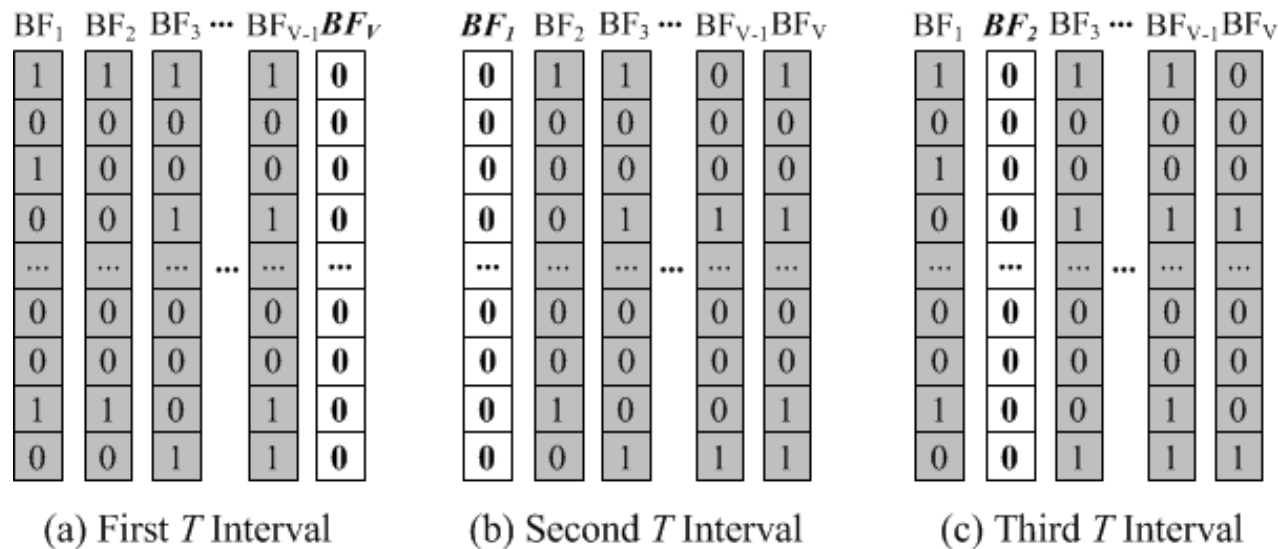 BF₁ BF₂ BF₃ ... BF_V-1 BF_V BF₁ BF₂ BF₃ ... BF_V-1 BF_V BF₁ BF₂ BF₃ ... BF_V-1 BF_V
1 1 1 1 0 0 1 1 0 1 1 0 1 1 0
0 0 0 0 0 0 0 0 0 0 0 0 0 0 0
1 0 0 0 0 0 0 0 0 0 1 0 0 0 0
0 0 1 1 0 0 0 1 1 1 0 0 1 1 1
... ... ... ... ... ... ... ... ... ... ... ... ... ... ... ... ... ...
0 0 0 0 0 0 0 0 0 0 0 0 0 0 0
0 0 0 0 0 0 0 0 0 0 0 0 0 0 0
1 1 0 1 0 0 1 0 0 1 1 0 0 1 0
0 0 1 1 0 0 0 1 1 1 0 0 1 1 1
(a) First T Interval (b) Second T Interval (c) Third T Interval